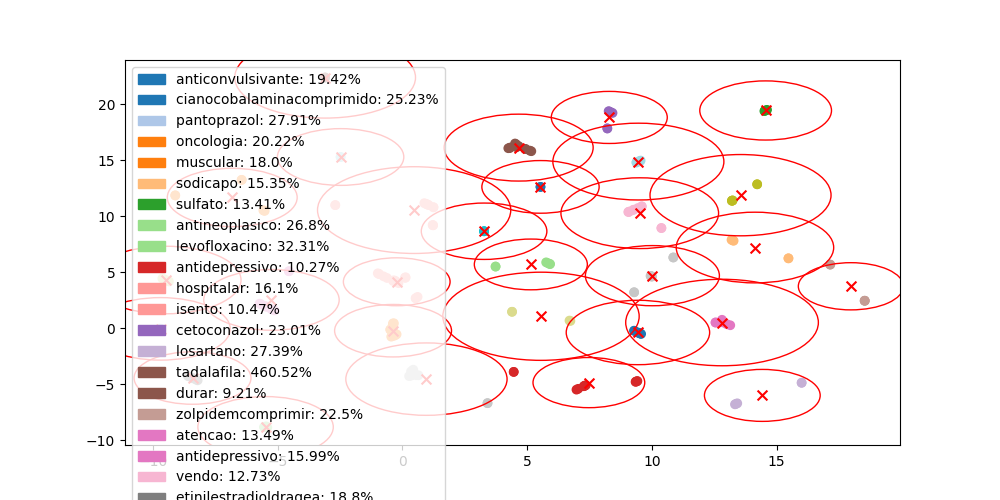 anticonvulsivante: 19.42%
cianocobalaminacomprimido: 25.23%
pantoprazol: 27.91%
oncologia: 20.22%
muscular: 18.0%
sodicapo: 15.35%
sulfato: 13.41%
antineoplasico: 26.8%
levofloxacino: 32.31%
antidepressivo: 10.27%
hospitalar: 16.1%
isento: 10.47%
cetoconazol: 23.01%
losartano: 27.39%
tadalafila: 460.52%
durar: 9.21%
zolpidemcomprimir: 22.5%
atencao: 13.49%
antidepressivo: 15.99%
vendo: 12.73%
etinilestradioldragea: 18.8%
20
15
10
5
0
−5
−10
−10 −5 0 5 10 15